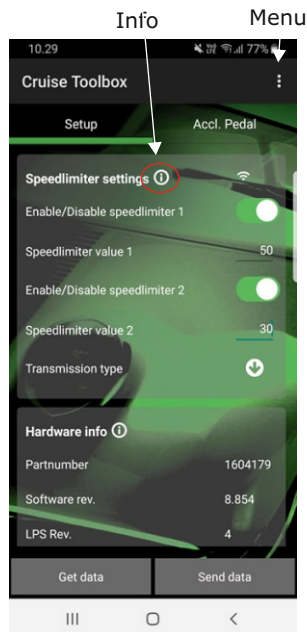 Info Menu
10.29 77%
Cruise Toolbox
Setup Accl. Pedal
Speedlimiter settings
Enable/Disable speedlimiter 1
Speedlimiter value 1 50
Enable/Disable speedlimiter 2
Speedlimiter value 2 30
Transmission type
Hardware info
Partnumber 1604179
Software rev. 8.854
LPS Rev. 4
Get data Send data